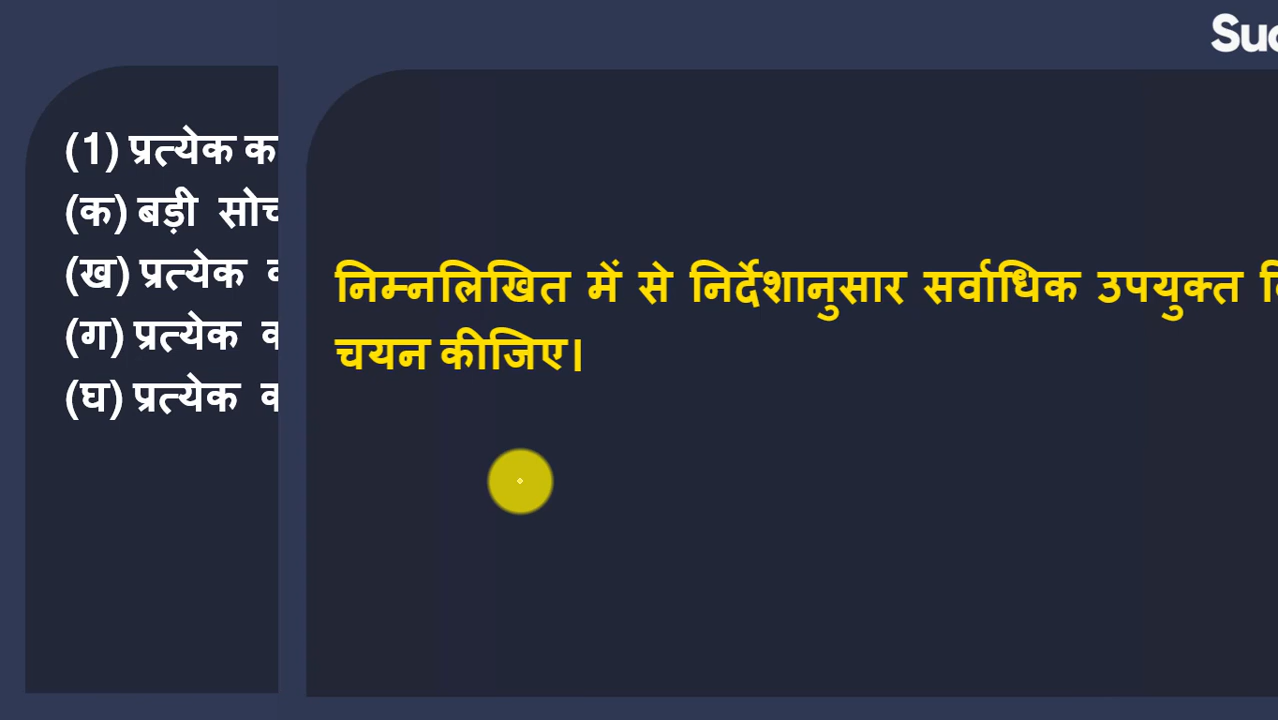 Suc
(1) प्रत्येक क
(क) बड़ी सोच
(ख) प्रत्येक
(ग) प्रत्येक
(घ) प्रत्येक
निम्नलिखित में से निर्देशानुसार सर्वाधिक उपयुक्त
चयन कीजिए।